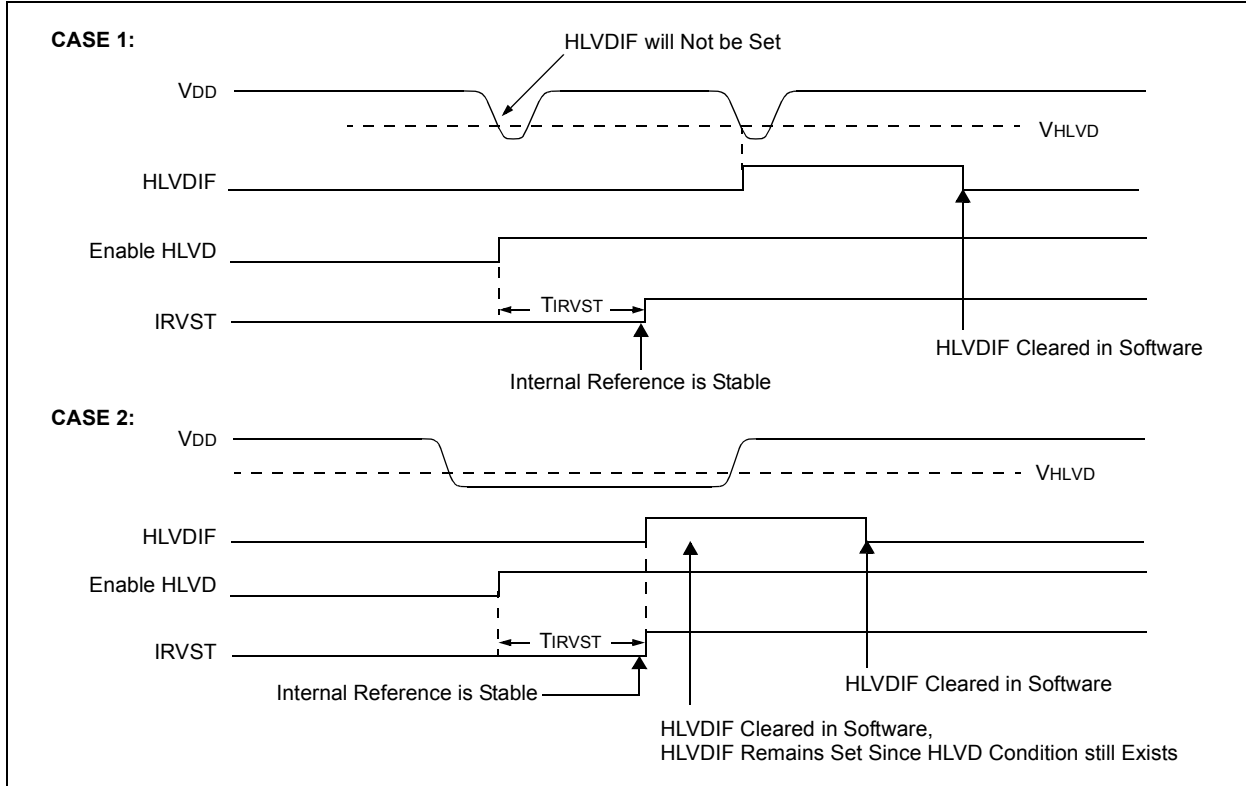 CASE 1:
HLVDIF will Not be Set
VDD
VHLVD
HLVDIF
Enable HLVD
TIRVST
IRVST
HLVDIF Cleared in Software
Internal Reference is Stable
CASE 2:
VDD
VHLVD
HLVDIF
Enable HLVD
TIRVST
IRVST
Internal Reference is Stable
HLVDIF Cleared in Software
HLVDIF Cleared in Software,
HLVDIF Remains Set Since HLVD Condition still Exists